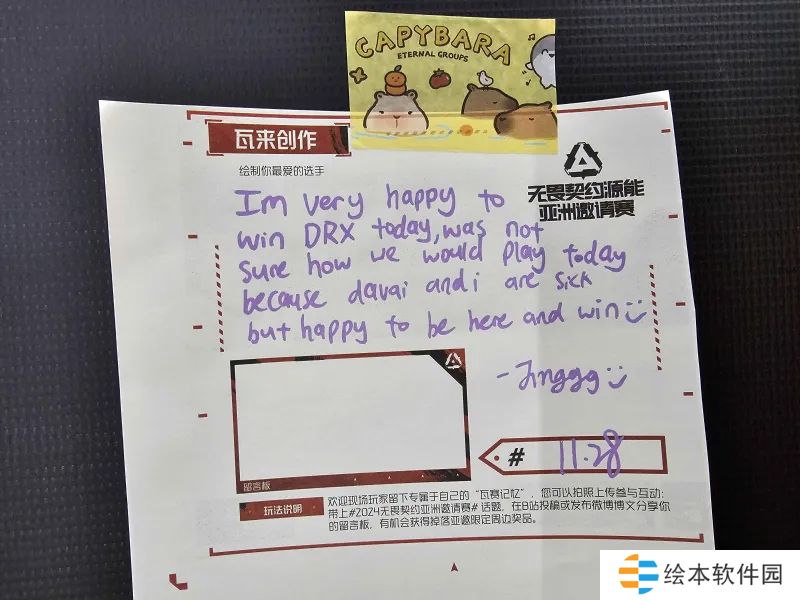 CAPYBARA
ETERNAL GROUPS
瓦来创作
绘制你最爱的选手
无畏契约源能
亚洲邀请赛
Im very happy to
win DRX today, was not
sure how we would play today
because davai and i are sick
but happy to be here and win
-Jinggg
留言板
# 11.28
玩法说明
欢迎现场玩家留下专属于自己的“瓦赛记忆”，您可以拍照上传参与互动：
带上#2024无畏契约亚洲邀请赛# 话题，在B站投稿或发布微博博文分享你
的留言板，有机会获得掉落亚邀限定周边奖品。
绘本软件园